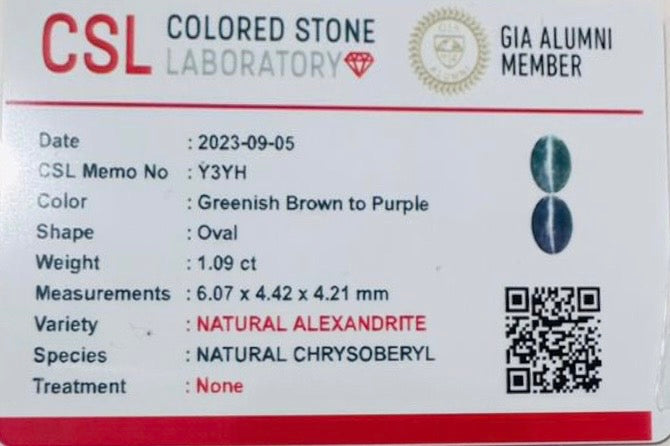 CSL COLORED STONE LABORATORY
GIA ALUMNI MEMBER
Date : 2023-09-05
CSL Memo No : Y3YH
Color : Greenish Brown to Purple
Shape : Oval
Weight : 1.09 ct
Measurements : 6.07 x 4.42 x 4.21 mm
Variety : NATURAL ALEXANDRITE
Species : NATURAL CHRYSOBERYL
Treatment : None